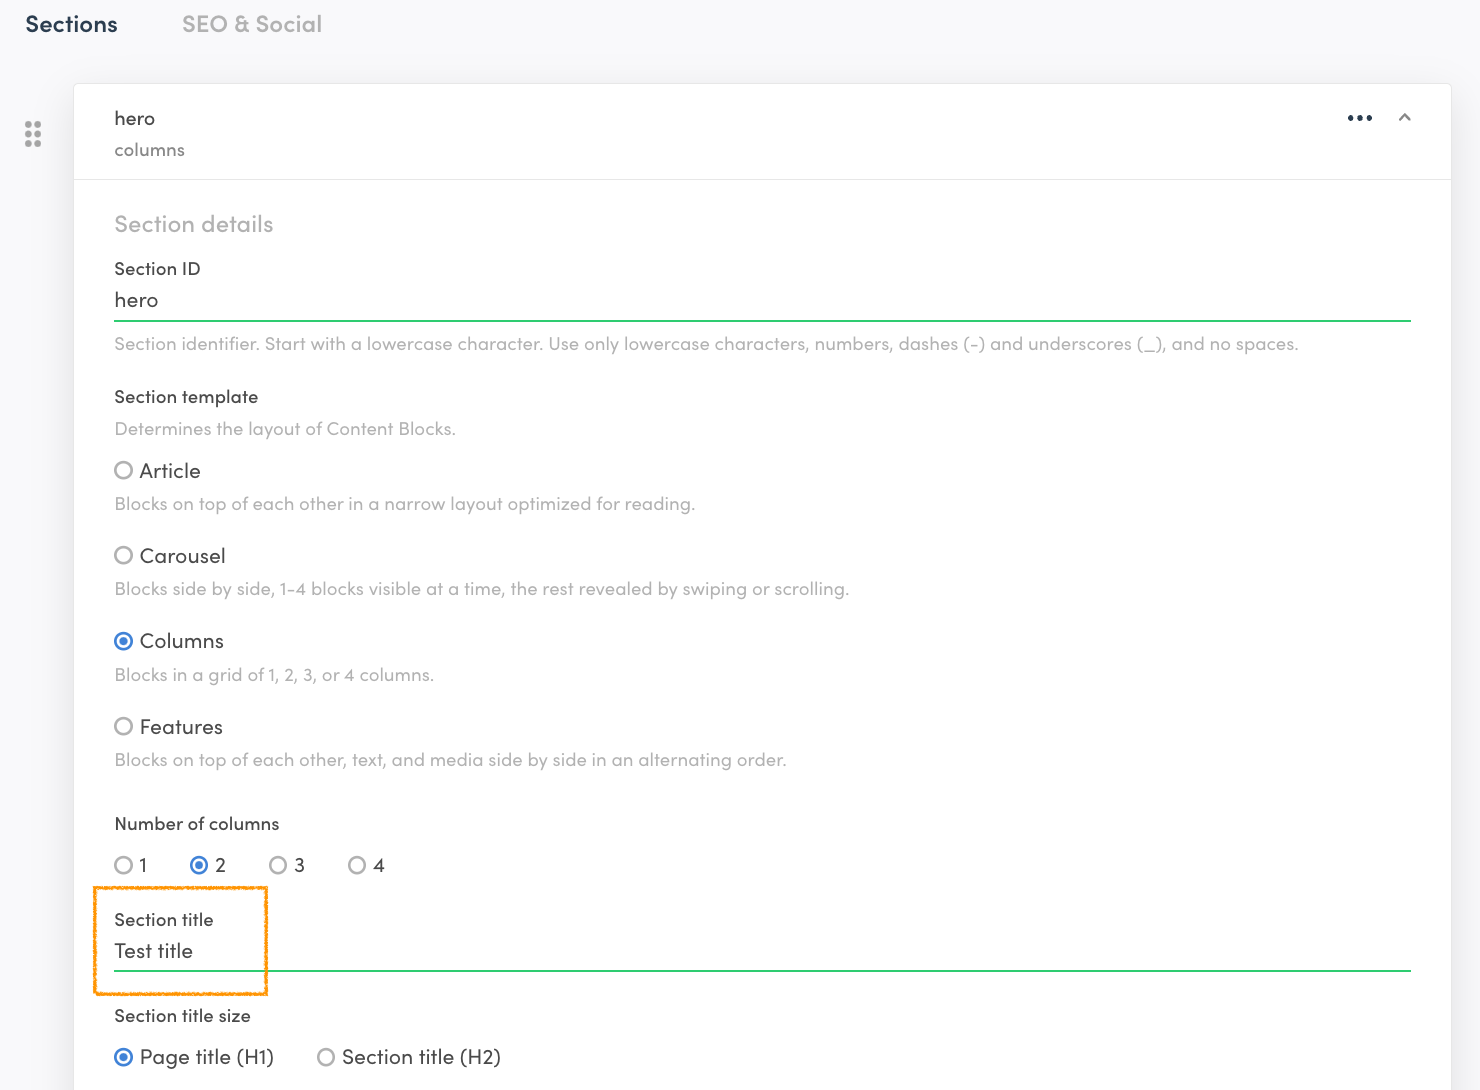 Sections SEO & Social
hero
columns
Section details
Section ID
hero
Section identifier. Start with a lowercase character. Use only lowercase characters, numbers, dashes (-) and underscores (_), and no spaces.
Section template
Determines the layout of Content Blocks.
Article
Blocks on top of each other in a narrow layout optimized for reading.
Carousel
Blocks side by side, 1-4 blocks visible at a time, the rest revealed by swiping or scrolling.
Columns
Blocks in a grid of 1, 2, 3, or 4 columns.
Features
Blocks on top of each other, text, and media side by side in an alternating order.
Number of columns
1 2 3 4
Section title
Test title
Section title size
Page title (H1) Section title (H2)